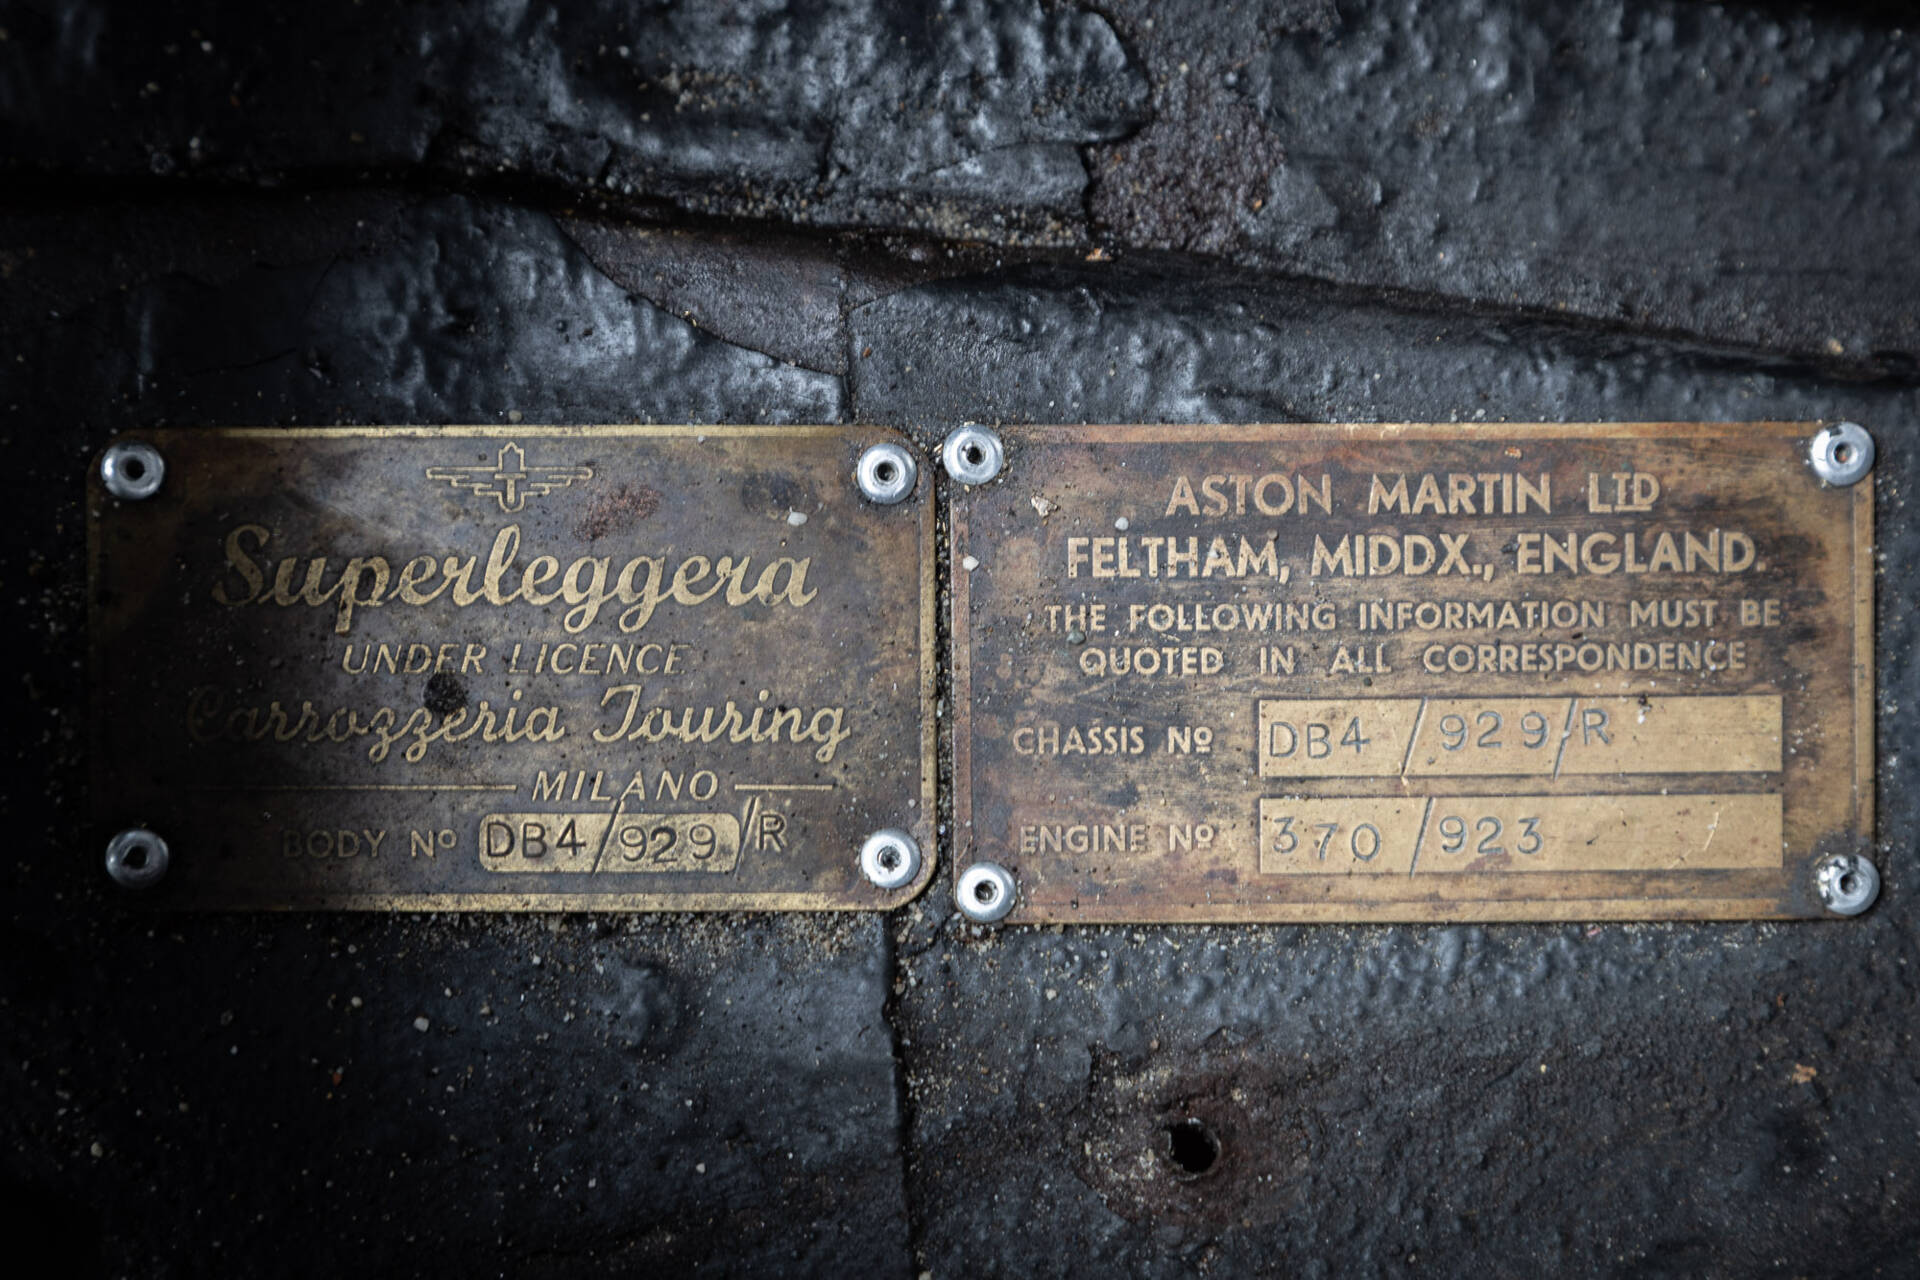 Superleggera
UNDER LICENCE
Carrozzeria Touring
MILANO
BODY Nº DB4/929/R
ASTON MARTIN LTD
FELTHAM, MIDDX., ENGLAND.
THE FOLLOWING INFORMATION MUST BE
QUOTED IN ALL CORRESPONDENCE
CHASSIS Nº DB4/929/R
ENGINE Nº 370/923